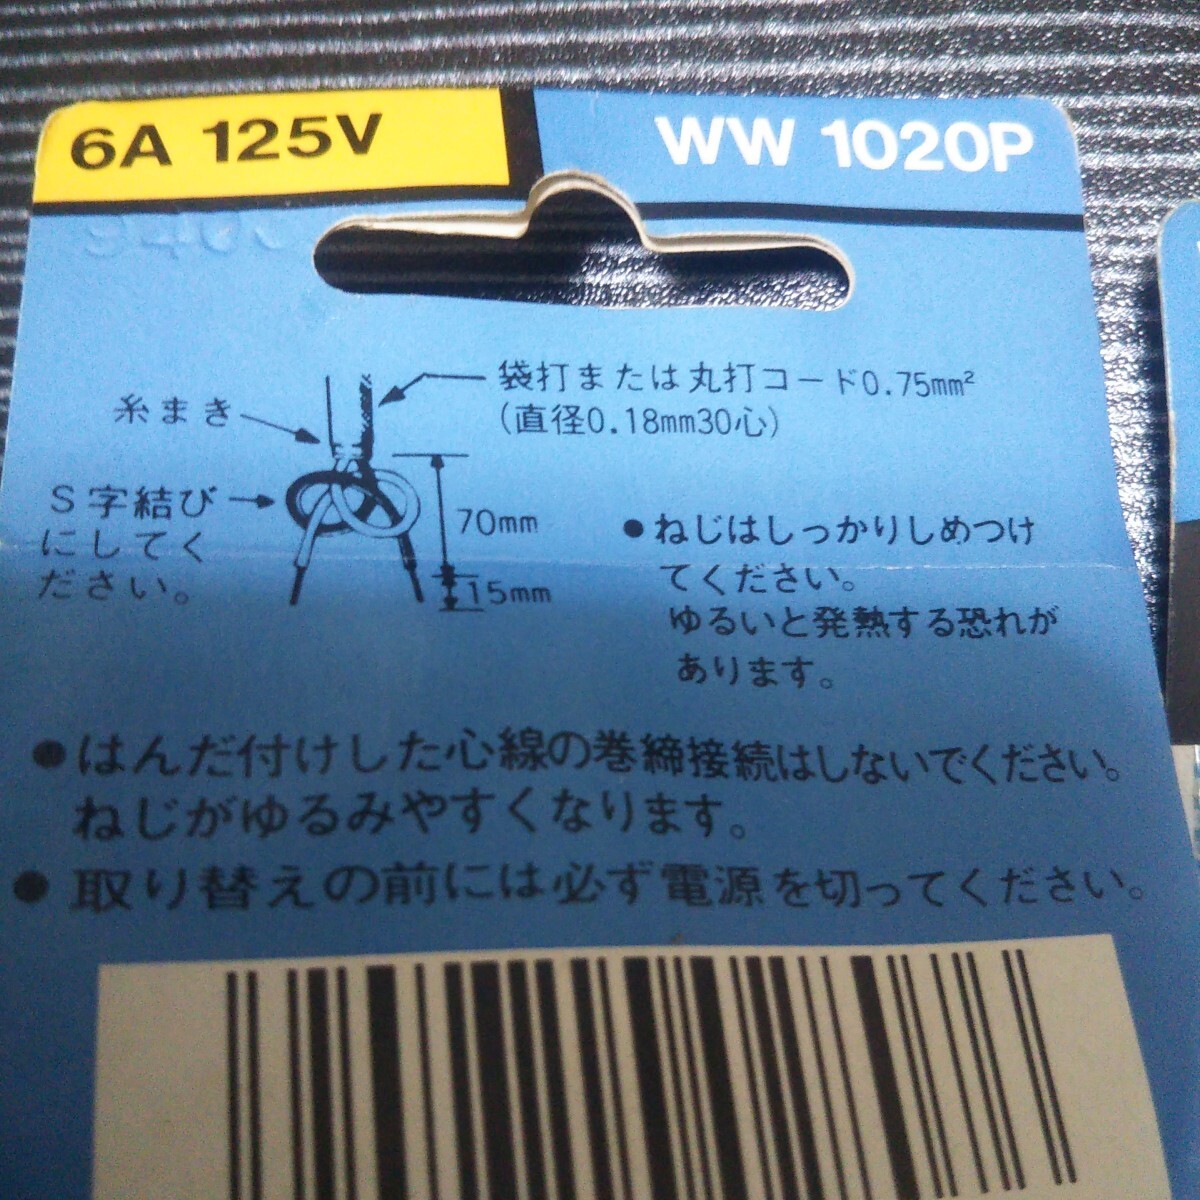 6A 125V
WW 1020P
袋打または丸打コード0.75mm²
(直径0.18mm30心)
糸まき
S字結び
にしてく
ださい。
70mm
15mm
●ねじはしっかりしめつけ
てください。
ゆるいと発熱する恐れが
あります。
●はんだ付けした心線の巻締接続はしないでください。
ねじがゆるみやすくなります。
●取り替えの前には必ず電源を切ってください。